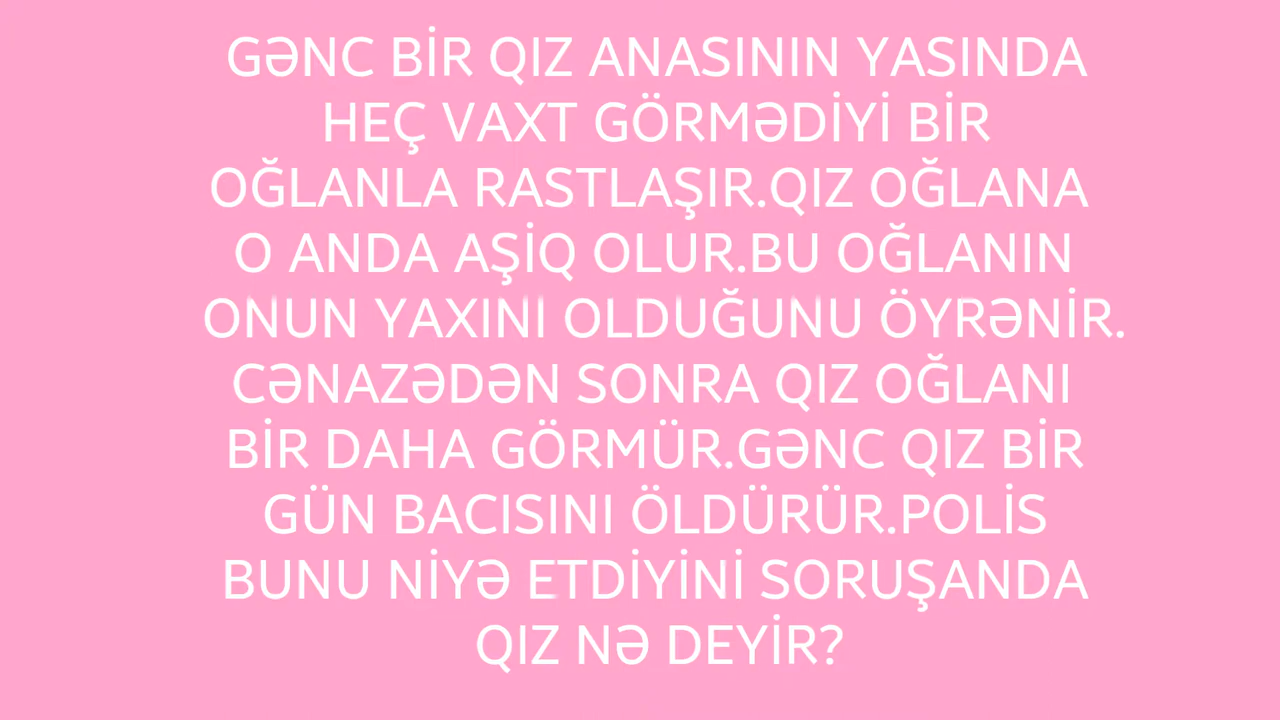 GƏNC BİR QIZ ANASININ YASINDA
HEÇ VAXT GÖRMƏDİYİ BİR
OĞLANLA RASTLAŞIR.QIZ OĞLANA
O ANDA AŞİQ OLUR.BU OĞLANIN
ONUN YAXINI OLDUĞUNU ÖYRƏNİR.
CƏNAZƏDƏN SONRA QIZ OĞLANI
BİR DAHA GÖRMÜR.GƏNC QIZ BİR
GÜN BACISINI ÖLDÜRÜR.POLİS
BUNU NİYƏ ETDİYİNİ SORUŞANDA
QIZ NƏ DEYİR?